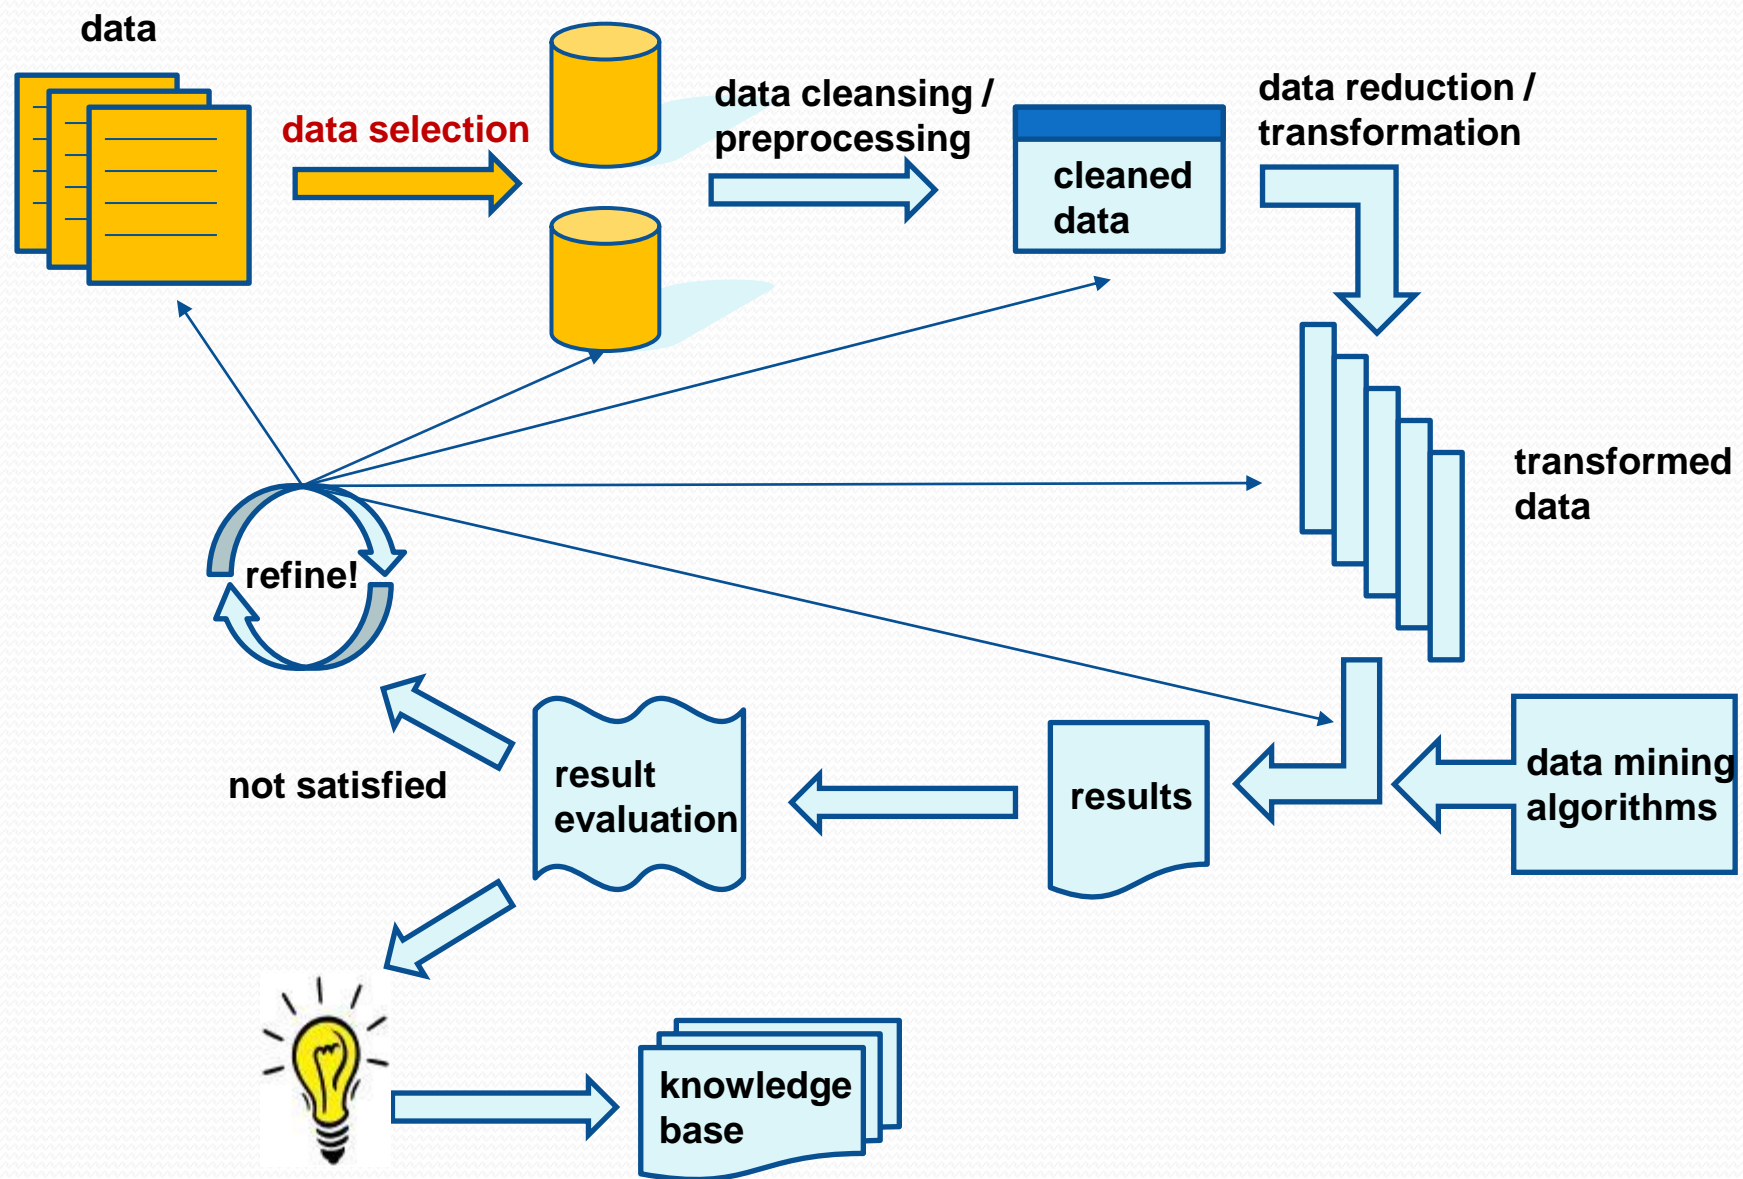 data
data selection
data cleansing /
preprocessing
cleaned
data
data reduction /
transformation
transformed
data
refine!
not satisfied
result
evaluation
results
data mining
algorithms
knowledge
base